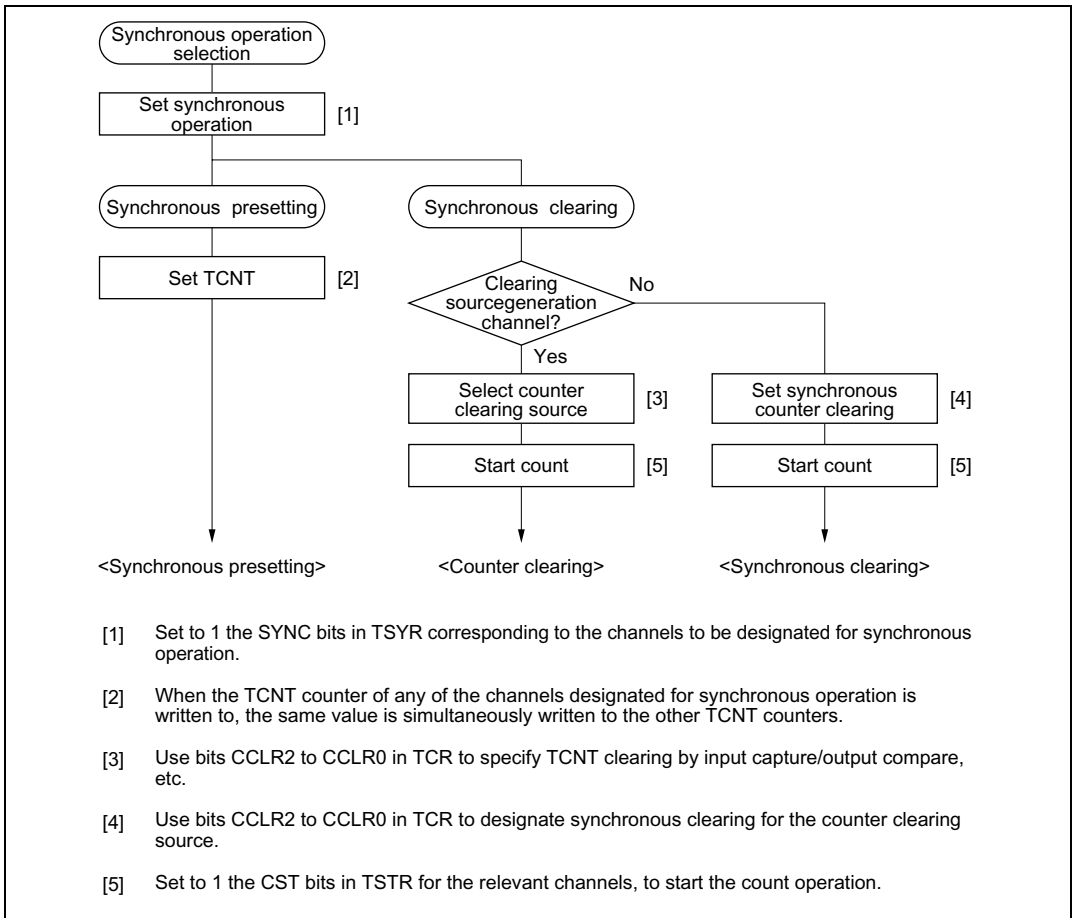 Synchronous operation
selection
Set synchronous
operation
[1]
Synchronous presetting
Synchronous clearing
Set TCNT
[2]
Clearing
sourcegeneration
channel?
No
Yes
Select counter
clearing source
[3]
Set synchronous
counter clearing
[4]
Start count
[5]
Start count
[5]
<Synchronous presetting>
<Counter clearing>
<Synchronous clearing>
[1] Set to 1 the SYNC bits in TSYR corresponding to the channels to be designated for synchronous
operation.
[2] When the TCNT counter of any of the channels designated for synchronous operation is
written to, the same value is simultaneously written to the other TCNT counters.
[3] Use bits CCLR2 to CCLR0 in TCR to specify TCNT clearing by input capture/output compare,
etc.
[4] Use bits CCLR2 to CCLR0 in TCR to designate synchronous clearing for the counter clearing
source.
[5] Set to 1 the CST bits in TSTR for the relevant channels, to start the count operation.